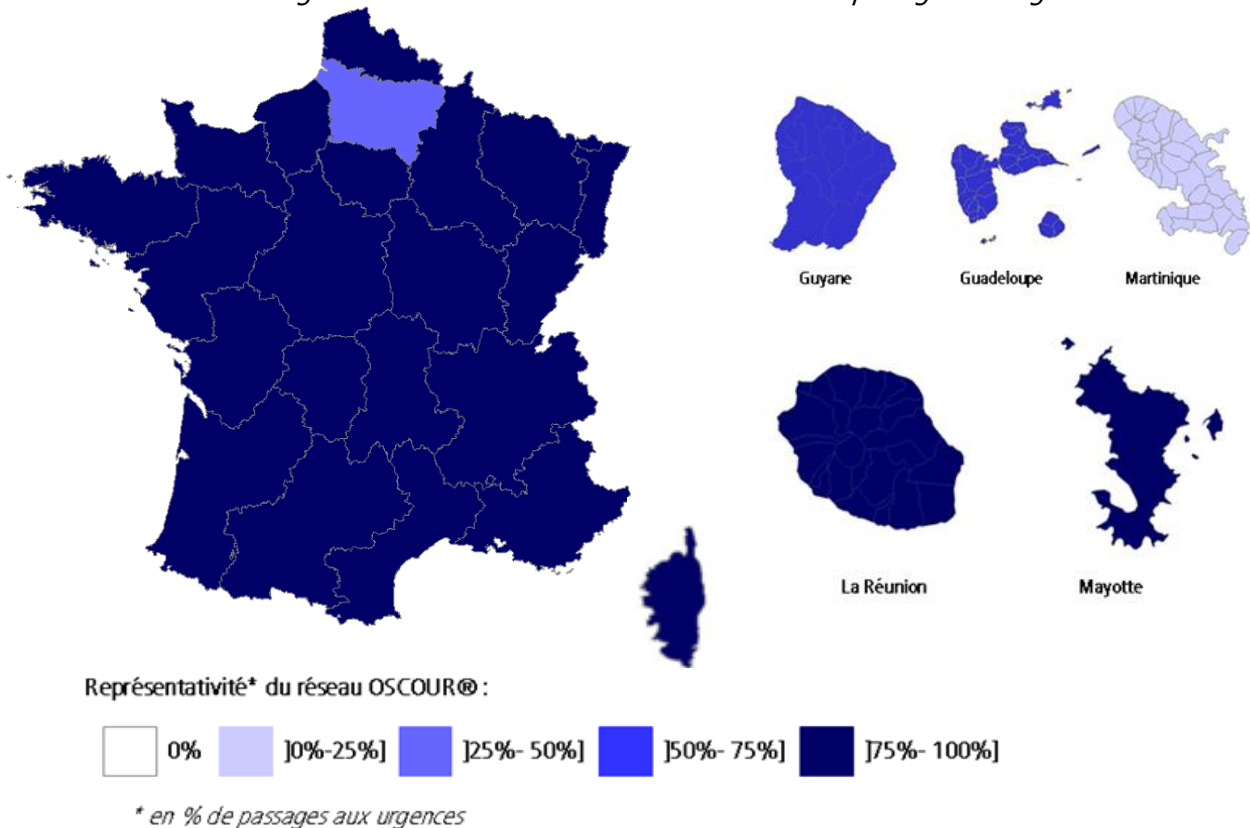 Guyane
Guadeloupe
Martinique
La Réunion
Mayotte
Représentativité* du réseau OSCOUR® :
0%
]0%-25%]
]25%- 50%]
]50%- 75%]
]75%- 100%]
* en % de passages aux urgences